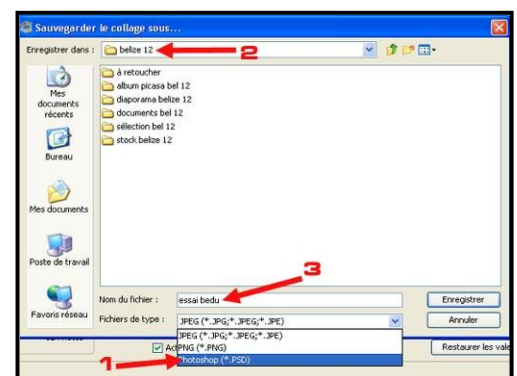 Sauvegarder le collage sous...
Enregistrer dans : belize 12 2
à retoucher
album picasa bel 12
diaporama belize 12
documents bel 12
sélection bel 12
stock belize 12
Mes
documents
récents
Bureau
Mes documents
Poste de travail
Favoris réseau
3
Nom du fichier : essai bedu Enregistrer
Fichiers de type : JPEG (*.JPG;*.JPEG;*.JPE) Annuler
JPEG (*.JPG;*.JPEG;*.JPE)
PNG (*.PNG)
Photoshop (*.PSD)
1
Restaurer les vale